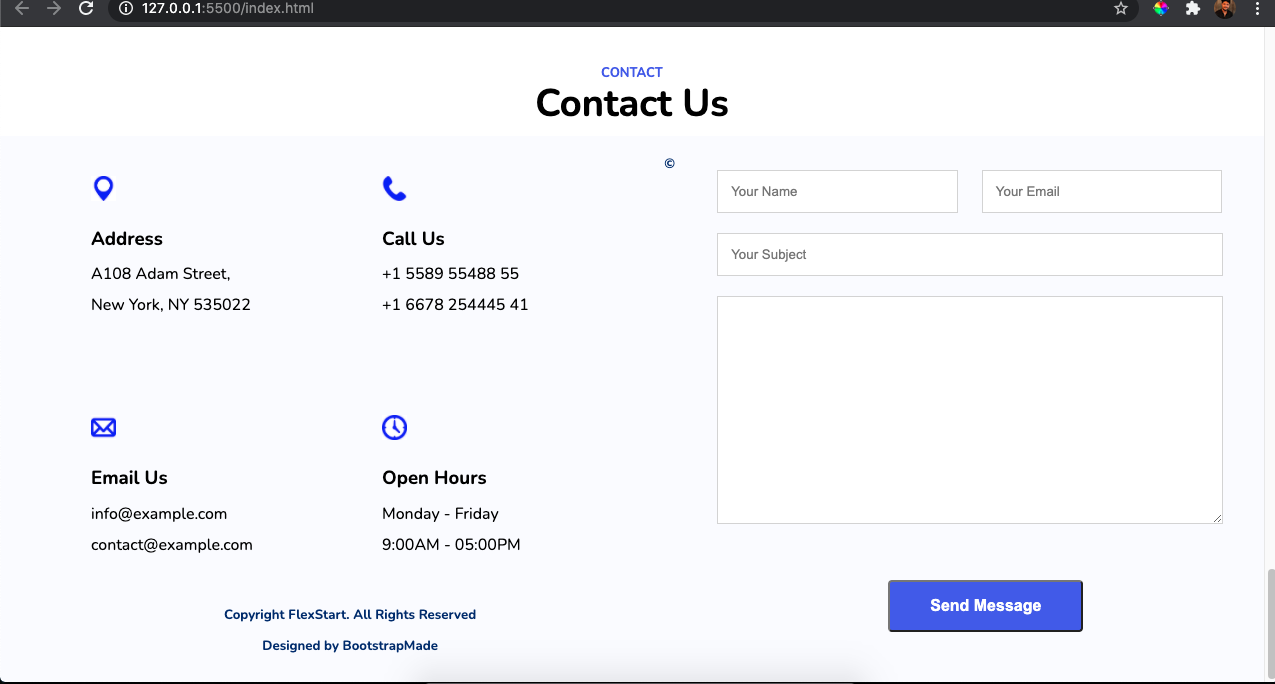 127.0.0.1:5500/index.html
CONTACT
Contact Us
©
Address
A108 Adam Street,
New York, NY 535022
Call Us
+1 5589 55488 55
+1 6678 254445 41
Email Us
info@example.com
contact@example.com
Open Hours
Monday - Friday
9:00AM - 05:00PM
Your Name
Your Email
Your Subject
Send Message
Copyright FlexStart. All Rights Reserved
Designed by BootstrapMade